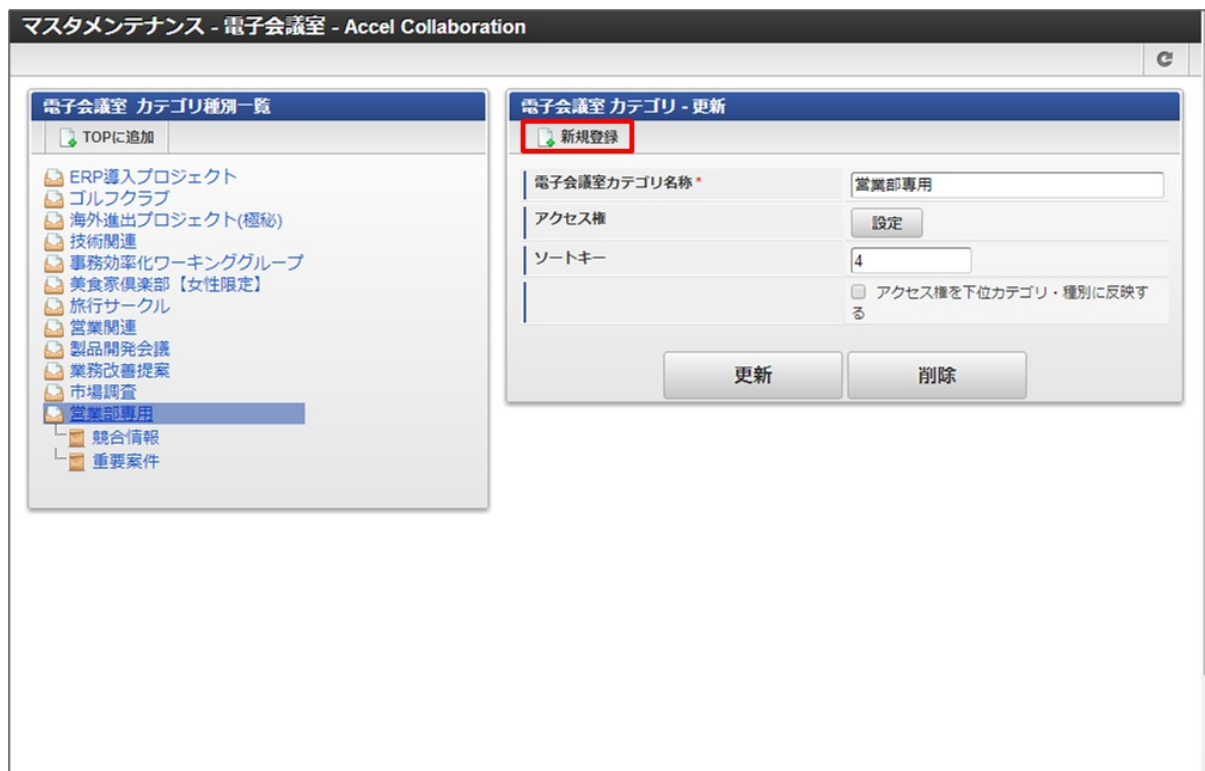 マスタメンテナンス - 電子会議室 - Accel Collaboration
電子会議室 カテゴリ種別一覧
TOPに追加
ERP導入プロジェクト
ゴルフクラブ
海外進出プロジェクト(極秘)
技術関連
事務効率化ワーキンググループ
美食家倶楽部【女性限定】
旅行サークル
営業関連
製品開発会議
業務改善提案
市場調査
営業部専用
競合情報
重要案件
電子会議室 カテゴリ - 更新
新規登録
電子会議室カテゴリ名称*
営業部専用
アクセス権
設定
ソートキー
4
アクセス権を下位カテゴリ・種別に反映す
る
更新
削除